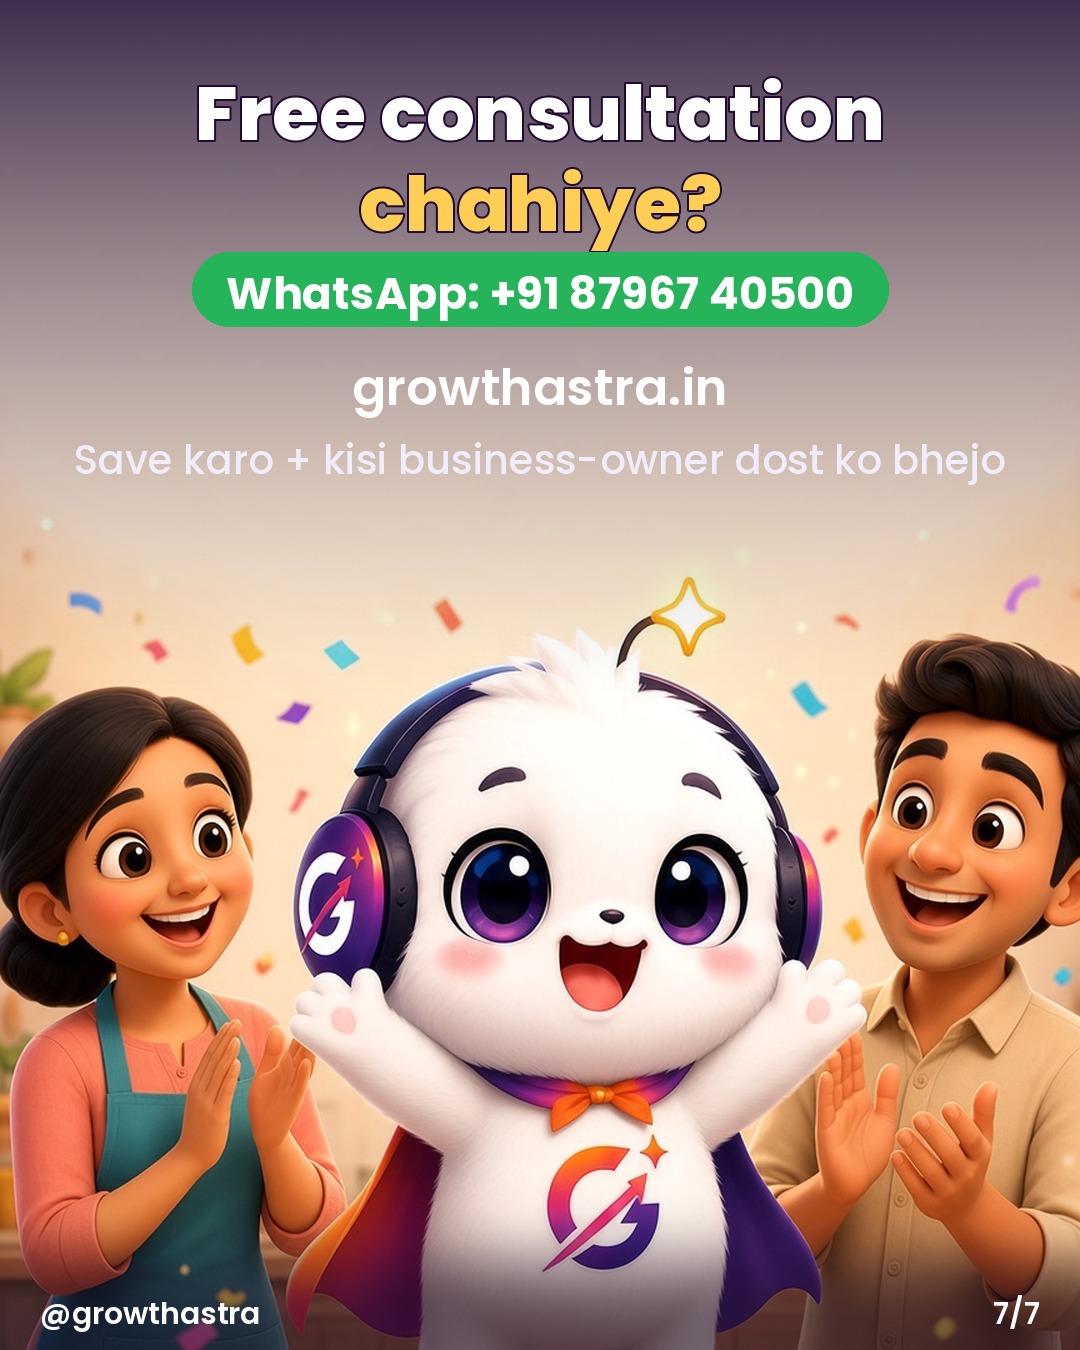 Free consultation
chahiye?
WhatsApp: +91 87967 40500
growthastra.in
Save karo + kisi business-owner dost ko bhejo
G
G
@growthastra
7/7